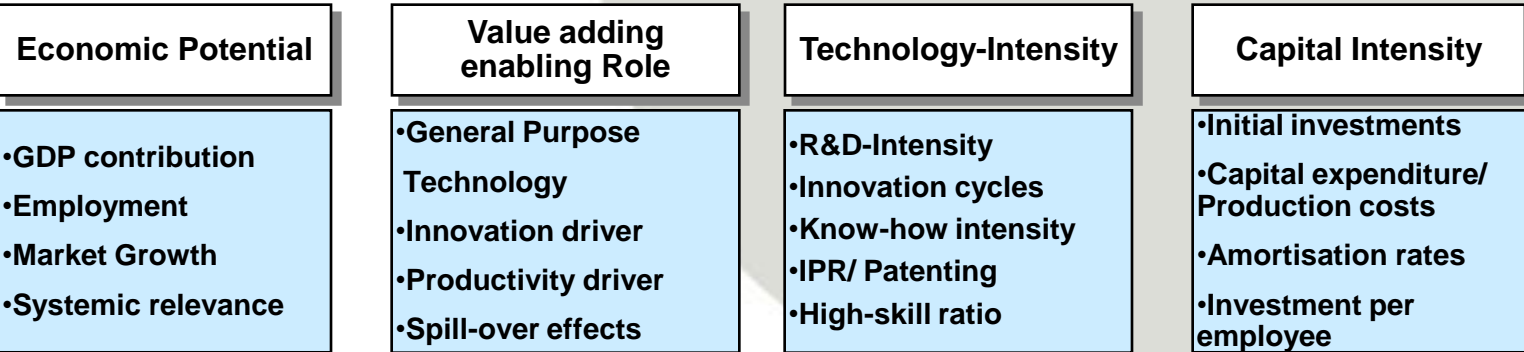 Economic Potential
•GDP contribution
•Employment
•Market Growth
•Systemic relevance
Value adding
enabling Role
•General Purpose
Technology
•Innovation driver
•Productivity driver
•Spill-over effects
Technology-Intensity
•R&D-Intensity
•Innovation cycles
•Know-how intensity
•IPR/ Patenting
•High-skill ratio
Capital Intensity
•Initial investments
•Capital expenditure/
Production costs
•Amortisation rates
•Investment per
employee